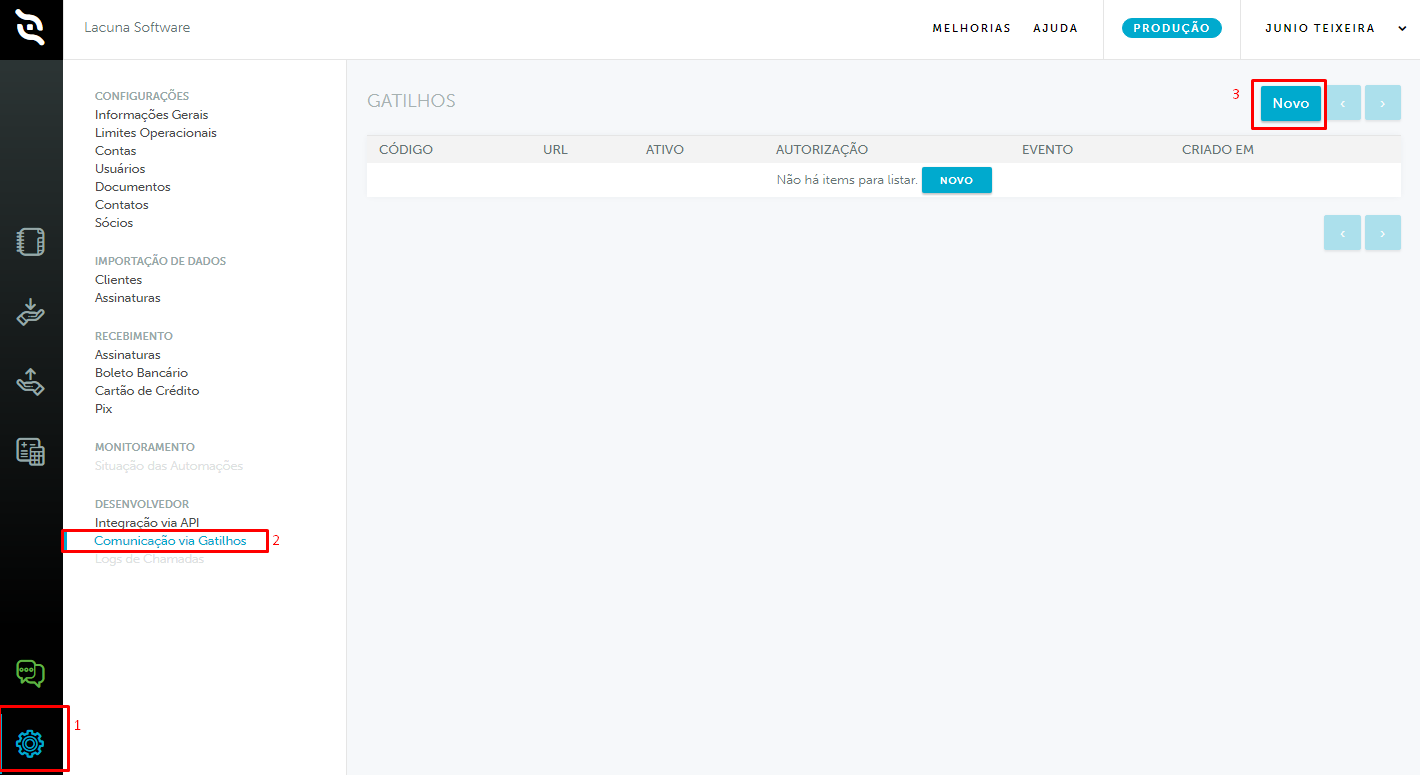 Lacuna Software
MELHORIAS AJUDA PRODUÇÃO JUNIO TEIXEIRA
CONFIGURAÇÕES
Informações Gerais
Limites Operacionais
Contas
Usuários
Documentos
Contatos
Sócios
IMPORTAÇÃO DE DADOS
Clientes
Assinaturas
RECEBIMENTO
Assinaturas
Boleto Bancário
Cartão de Crédito
Pix
MONITORAMENTO
Situação das Automações
DESENVOLVEDOR
Integração via API
Comunicação via Gatilhos 2
Logs de Chamadas
1
GATILHOS
3 Novo ‹ ›
CÓDIGO URL ATIVO AUTORIZAÇÃO EVENTO CRIADO EM
Não há items para listar. NOVO
‹ ›